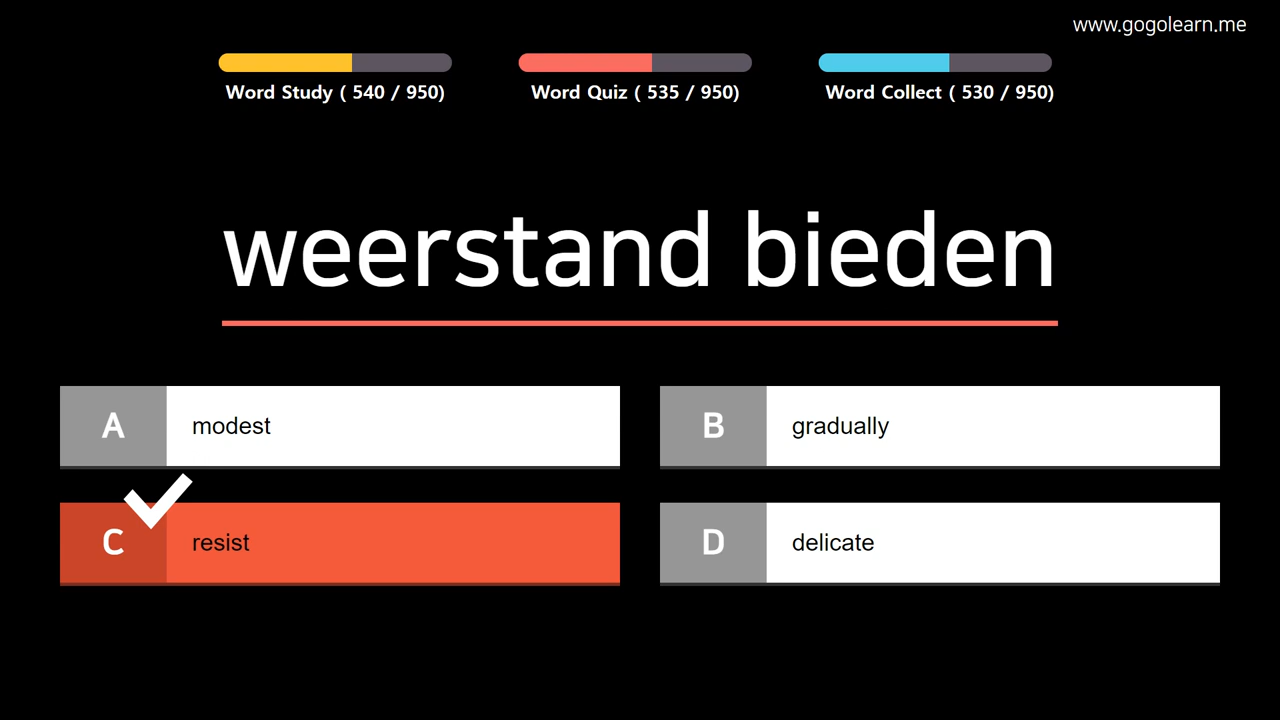 www.gogolearn.me
Word Study ( 540 / 950)
Word Quiz ( 535 / 950)
Word Collect ( 530 / 950)
weerstand bieden
A modest
B gradually
C resist
D delicate